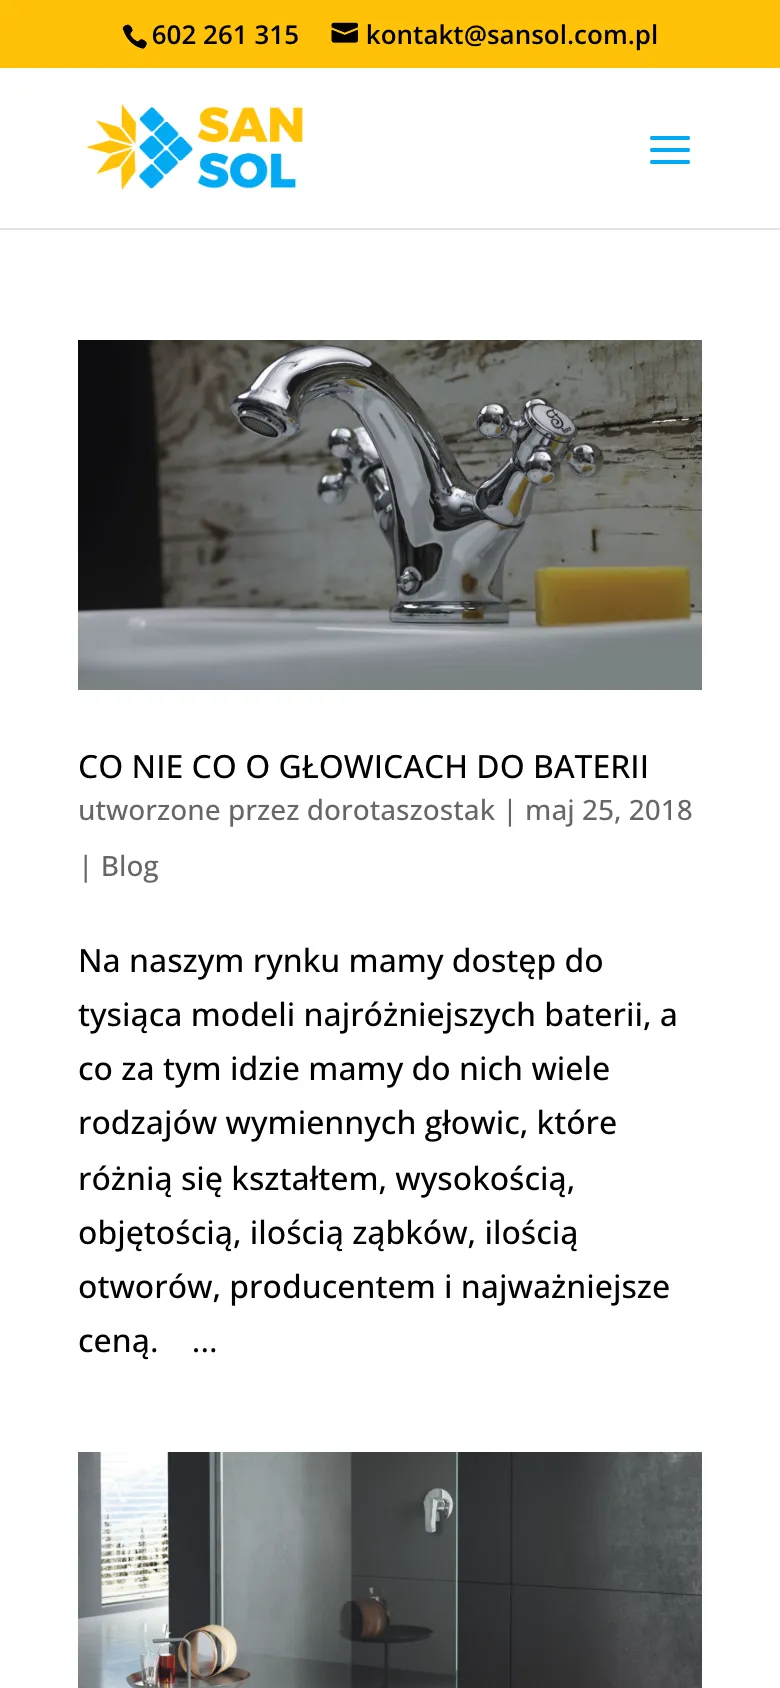 602 261 315 kontakt@sansol.com.pl
SAN
SOL
CO NIE CO O GŁOWICACH DO BATERII
utworzone przez dorotaszostak | maj 25, 2018
| Blog
Na naszym rynku mamy dostęp do
tysiąca modeli najróżniejszych baterii, a
co za tym idzie mamy do nich wiele
rodzajów wymiennych głowic, które
różnią się kształtem, wysokością,
objętością, ilością ząbków, ilością
otworów, producentem i najważniejsze
ceną. ...